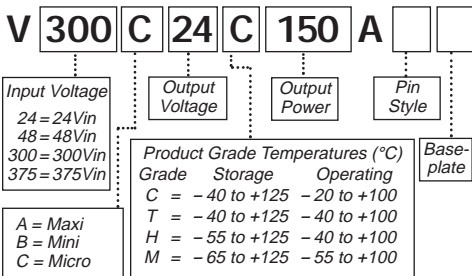 V 300 C 24 C 150 A
Input Voltage
24 = 24Vin
48 = 48Vin
300 = 300Vin
375 = 375Vin
Output
Voltage
Output
Power
Pin
Style
Base-
plate
Product Grade Temperatures (°C)
Grade Storage Operating
C = – 40 to +125 – 20 to +100
T = – 40 to +125 – 40 to +100
H = – 55 to +125 – 40 to +100
M = – 65 to +125 – 55 to +100
A = Maxi
B = Mini
C = Micro